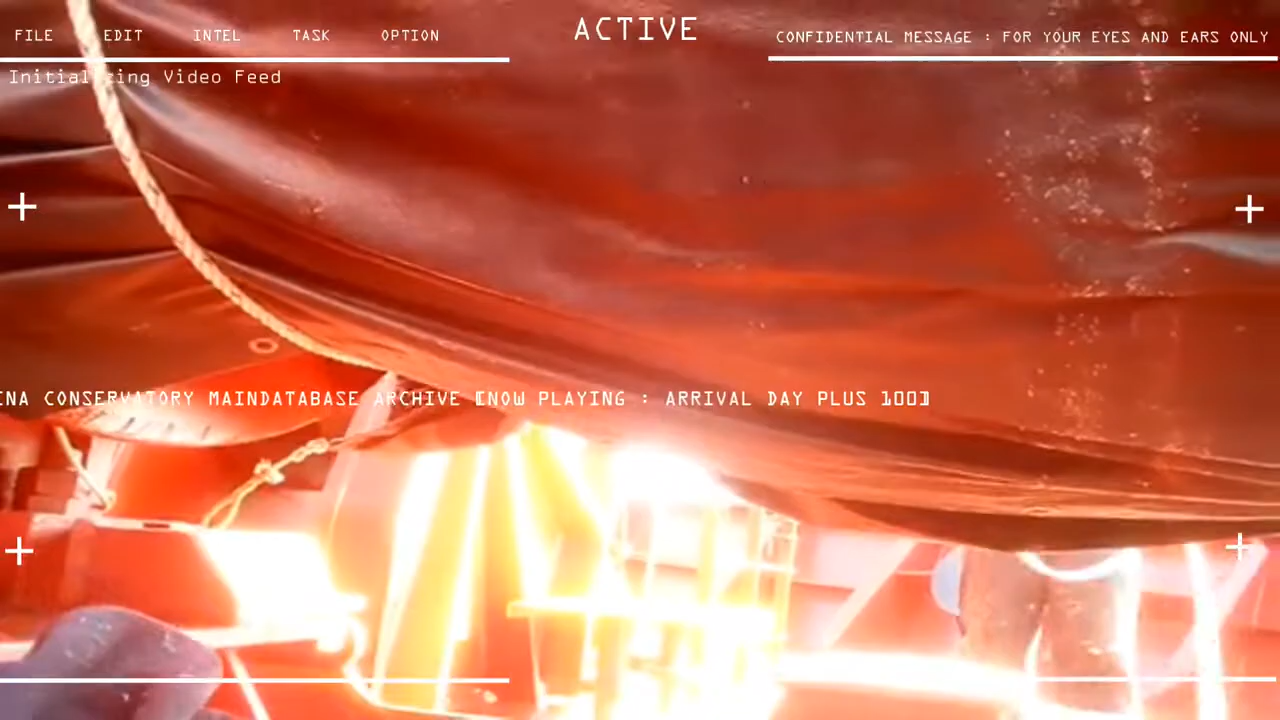 FILE EDIT INTEL TASK OPTION
ACTIVE
CONFIDENTIAL MESSAGE : FOR YOUR EYES AND EARS ONLY
Initializing Video Feed
ENA CONSERVATORY MAINDATABASE ARCHIVE [NOW PLAYING : ARRIVAL DAY PLUS 100]